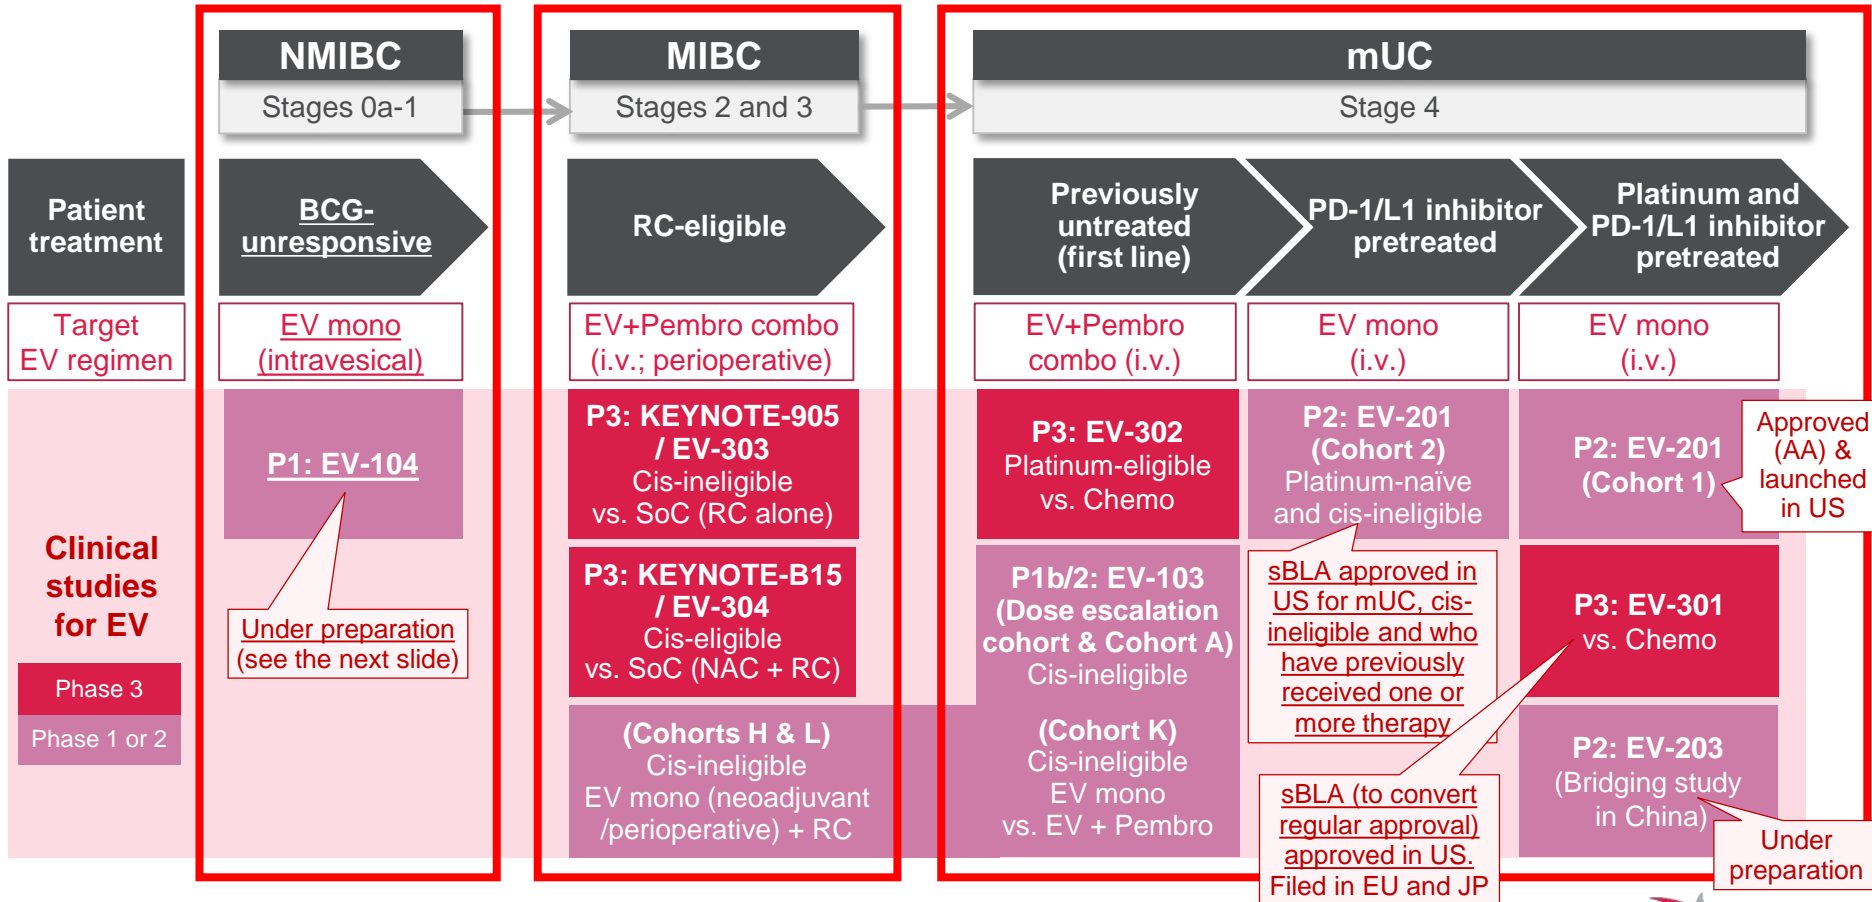 NMIBC
Stages 0a-1
MIBC
Stages 2 and 3
mUC
Stage 4
Patient
treatment
BCG-
unresponsive
RC-eligible
Previously
untreated
(first line)
PD-1/L1 inhibitor
pretreated
Platinum and
PD-1/L1 inhibitor
pretreated
Target
EV regimen
EV mono
(intravesical)
EV+Pembro combo
(i.v.; perioperative)
EV+Pembro
combo (i.v.)
EV mono
(i.v.)
EV mono
(i.v.)
Clinical
studies
for EV
Phase 3
Phase 1 or 2
P1: EV-104
Under preparation
(see the next slide)
P3: KEYNOTE-905
/ EV-303
Cis-ineligible
vs. SoC (RC alone)
P3: KEYNOTE-B15
/ EV-304
Cis-eligible
vs. SoC (NAC + RC)
(Cohorts H & L)
Cis-ineligible
EV mono (neoadjuvant
/perioperative) + RC
P3: EV-302
Platinum-eligible
vs. Chemo
P1b/2: EV-103
(Dose escalation
cohort & Cohort A)
Cis-ineligible
(Cohort K)
Cis-ineligible
EV mono
vs. EV + Pembro
P2: EV-201
(Cohort 2)
Platinum-naïve
and cis-ineligible
sBLA approved in
US for mUC, cis-
ineligible and who
have previously
received one or
more therapy
P2: EV-201
(Cohort 1)
Approved
(AA) &
launched
in US
P3: EV-301
vs. Chemo
sBLA (to convert
regular approval)
approved in US.
Filed in EU and JP
P2: EV-203
(Bridging study
in China)
Under
preparation